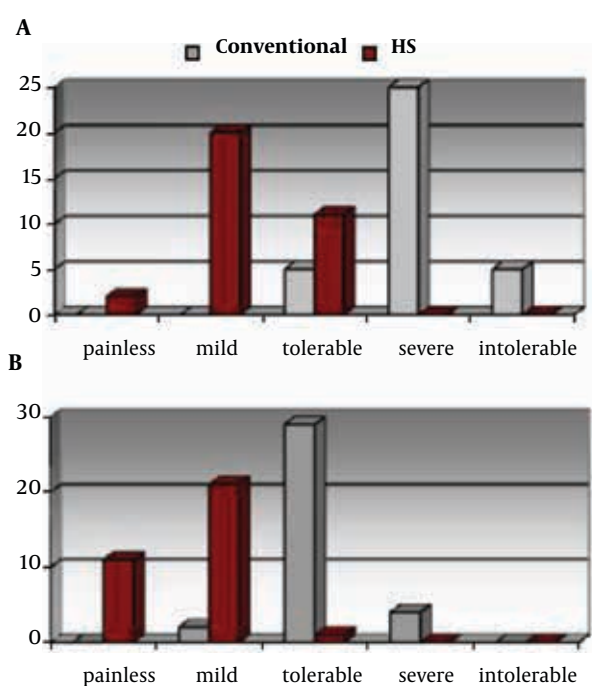 A
Conventional HS
25
20
15
10
5
0
painless mild tolerable severe intolerable
B
30
20
10
0
painless mild tolerable severe intolerable